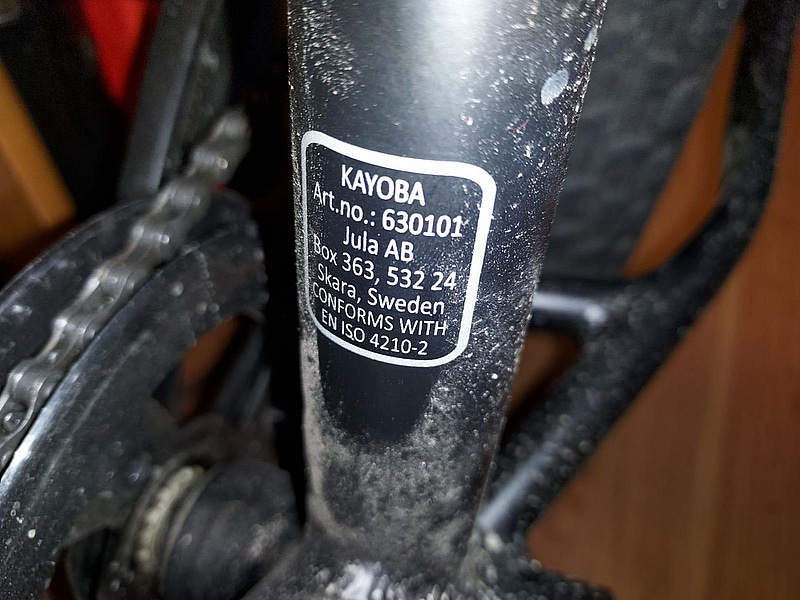 KAYOBA
Art.no.: 630101
Jula AB
Box 363, 532 24
Skara, Sweden
CONFORMS WITH
EN ISO 4210-2